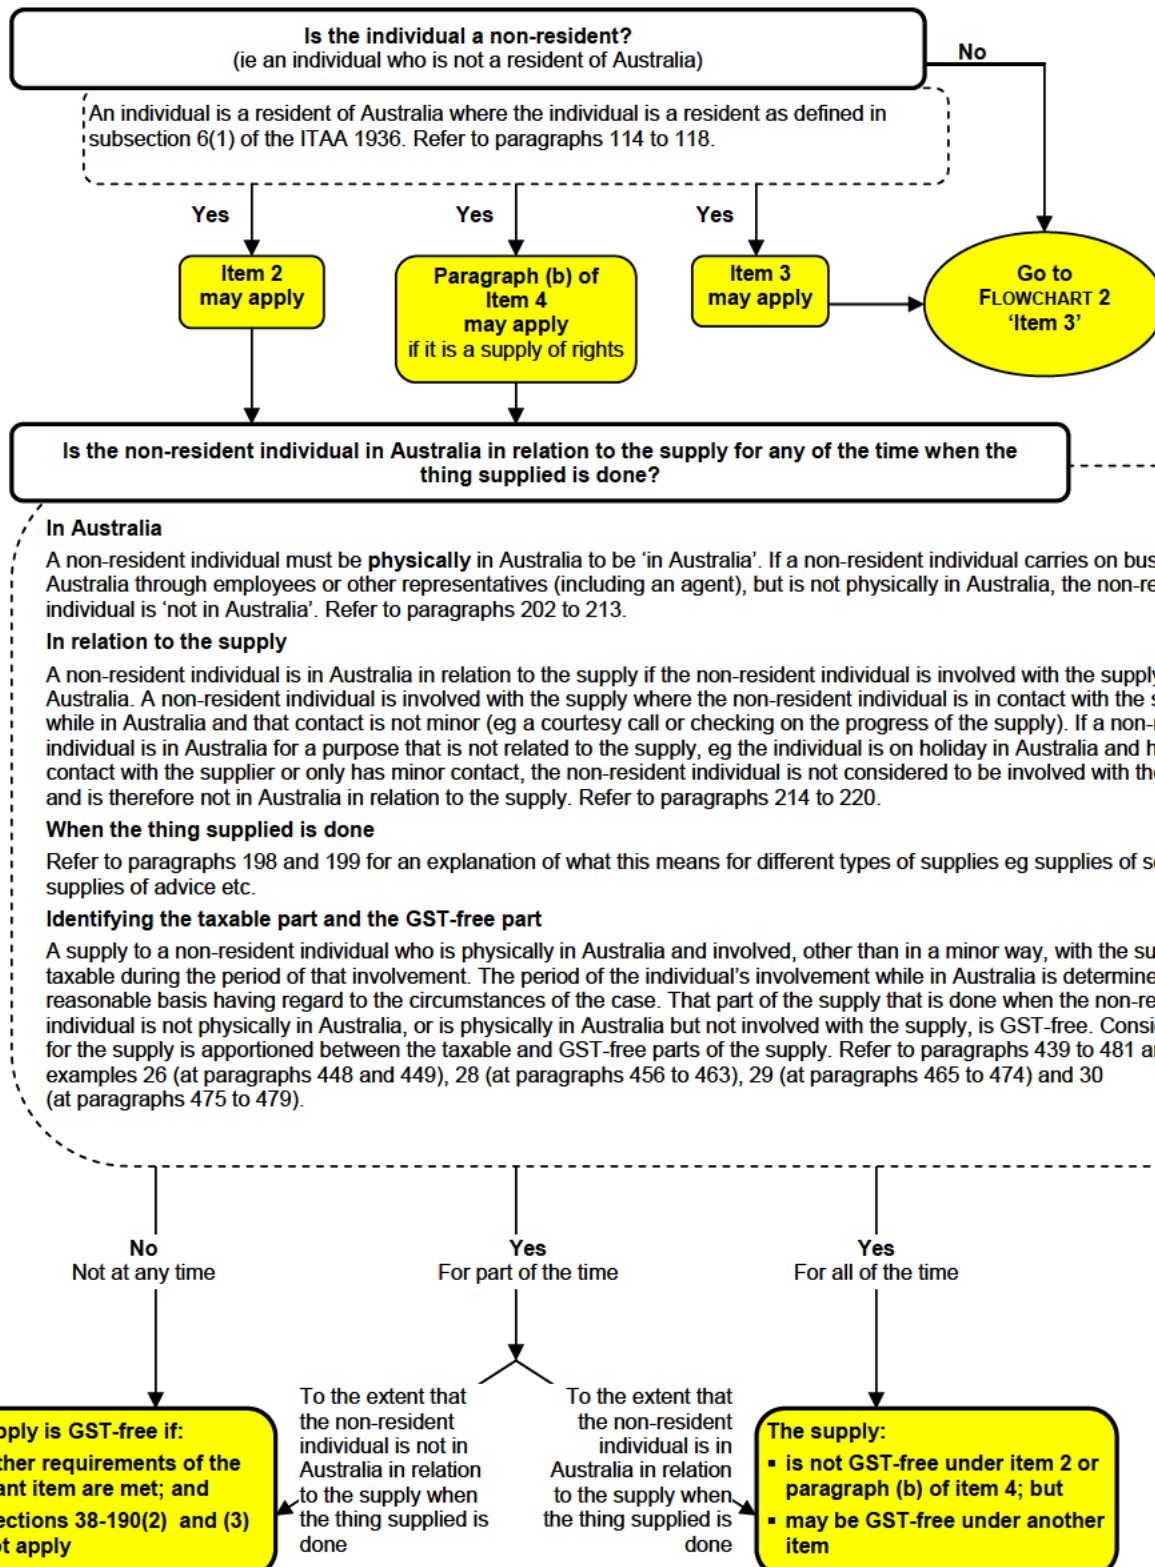 Is the individual a non-resident?
(ie an individual who is not a resident of Australia)
No
An individual is a resident of Australia where the individual is a resident as defined in
subsection 6(1) of the ITAA 1936. Refer to paragraphs 114 to 118.
Yes
Yes
Yes
Item 2
may apply
Paragraph (b) of
Item 4
may apply
if it is a supply of rights
Item 3
may apply
Go to
FLOWCHART 2
‘Item 3’
Is the non-resident individual in Australia in relation to the supply for any of the time when the
thing supplied is done?
In Australia
A non-resident individual must be physically in Australia to be ‘in Australia’. If a non-resident individual carries on bus
Australia through employees or other representatives (including an agent), but is not physically in Australia, the non-re
individual is ‘not in Australia’. Refer to paragraphs 202 to 213.
In relation to the supply
A non-resident individual is in Australia in relation to the supply if the non-resident individual is involved with the supply
Australia. A non-resident individual is involved with the supply where the non-resident individual is in contact with the s
while in Australia and that contact is not minor (eg a courtesy call or checking on the progress of the supply). If a non-
individual is in Australia for a purpose that is not related to the supply, eg the individual is on holiday in Australia and h
contact with the supplier or only has minor contact, the non-resident individual is not considered to be involved with the
and is therefore not in Australia in relation to the supply. Refer to paragraphs 214 to 220.
When the thing supplied is done
Refer to paragraphs 198 and 199 for an explanation of what this means for different types of supplies eg supplies of se
supplies of advice etc.
Identifying the taxable part and the GST-free part
A supply to a non-resident individual who is physically in Australia and involved, other than in a minor way, with the su
taxable during the period of that involvement. The period of the individual’s involvement while in Australia is determine
reasonable basis having regard to the circumstances of the case. That part of the supply that is done when the non-re
individual is not physically in Australia, or is physically in Australia but not involved with the supply, is GST-free. Consi
for the supply is apportioned between the taxable and GST-free parts of the supply. Refer to paragraphs 439 to 481 a
examples 26 (at paragraphs 448 and 449), 28 (at paragraphs 456 to 463), 29 (at paragraphs 465 to 474) and 30
(at paragraphs 475 to 479).
No
Not at any time
Yes
For part of the time
Yes
For all of the time
pply is GST-free if:
ther requirements of the
ant item are met; and
ections 38-190(2) and (3)
ot apply
To the extent that
the non-resident
individual is not in
Australia in relation
to the supply when
the thing supplied is
done
To the extent that
the non-resident
individual is in
Australia in relation
to the supply when
the thing supplied is
done
The supply:
▪ is not GST-free under item 2 or
paragraph (b) of item 4; but
▪ may be GST-free under another
item